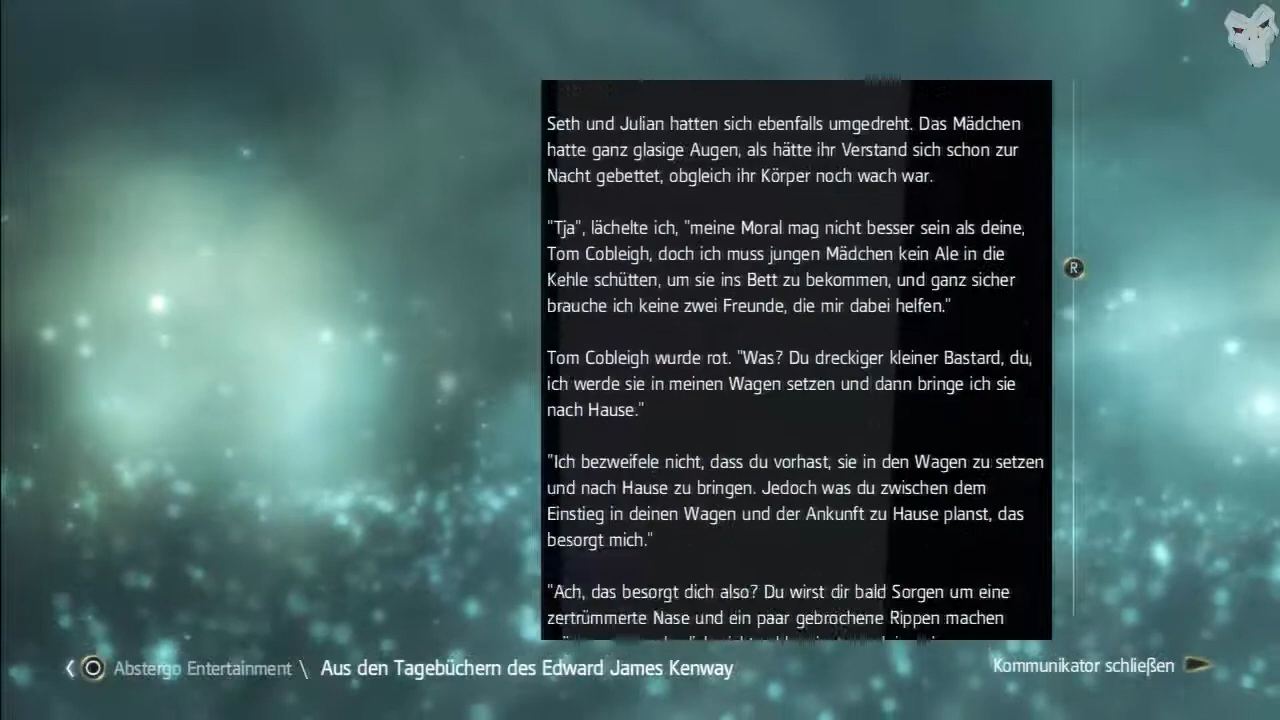 Seth und Julian hatten sich ebenfalls umgedreht. Das Mädchen
hatte ganz glasige Augen, als hätte ihr Verstand sich schon zur
Nacht gebettet, obgleich ihr Körper noch wach war.
"Tja", lächelte ich, "meine Moral mag nicht besser sein als deine,
Tom Cobleigh, doch ich muss jungen Mädchen kein Ale in die
Kehle schütten, um sie ins Bett zu bekommen, und ganz sicher
brauche ich keine zwei Freunde, die mir dabei helfen."
Tom Cobleigh wurde rot. "Was? Du dreckiger kleiner Bastard, du,
ich werde sie in meinen Wagen setzen und dann bringe ich sie
nach Hause."
"Ich bezweifele nicht, dass du vorhast, sie in den Wagen zu setzen
und nach Hause zu bringen. Jedoch was du zwischen dem
Einstieg in deinen Wagen und der Ankunft zu Hause planst, das
besorgt mich."
"Ach, das besorgt dich also? Du wirst dir bald Sorgen um eine
zertrümmerte Nase und ein paar gebrochene Rippen machen
R
Abstergo Entertainment \ Aus den Tagebüchern des Edward James Kenway
Kommunikator schließen